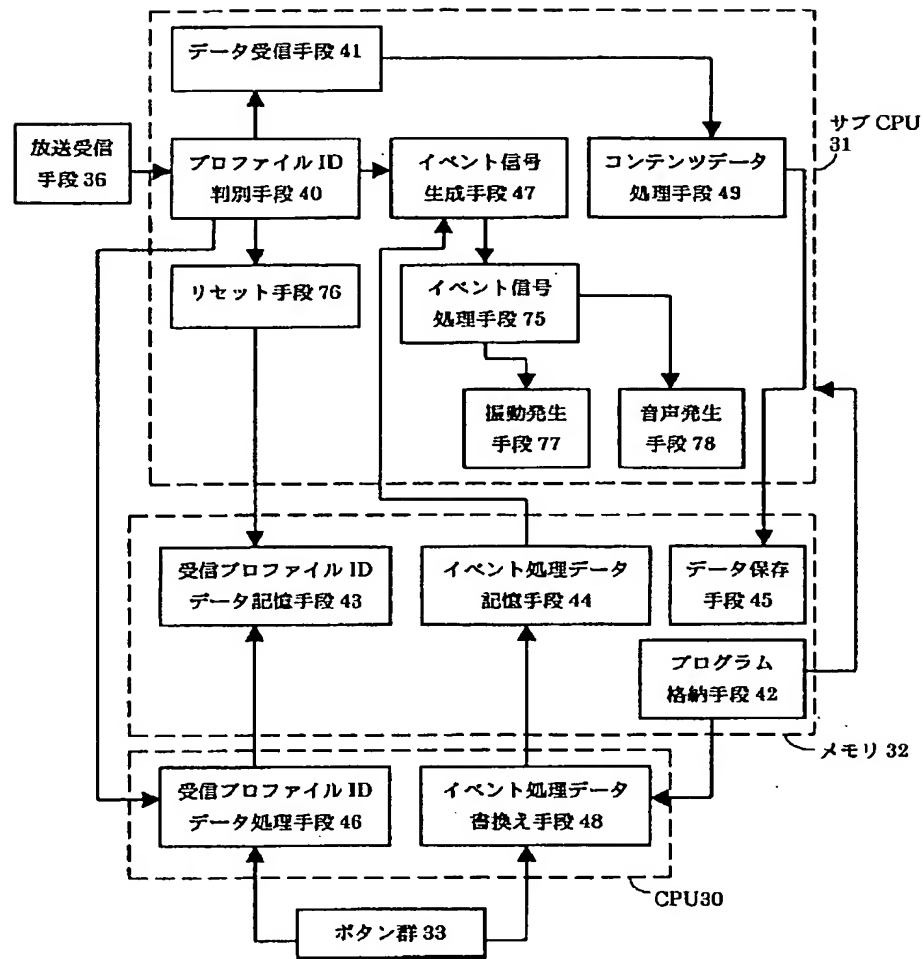 データ受信手段 41
サブ CPU
31
放送受信
手段 36
プロファイル ID
判別手段 40
イベント信号
生成手段 47
コンテンツデータ
処理手段 49
リセット手段 76
イベント信号
処理手段 75
振動発生
手段 77
音声発生
手段 78
受信プロファイル ID
データ記憶手段 43
イベント処理データ
記憶手段 44
データ保存
手段 45
プログラム
格納手段 42
メモリ 32
受信プロファイル ID
データ処理手段 46
イベント処理データ
書換え手段 48
CPU30
ボタン群 33